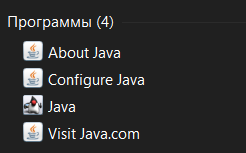 Программы (4)
About Java
Configure Java
Java
Visit Java.com